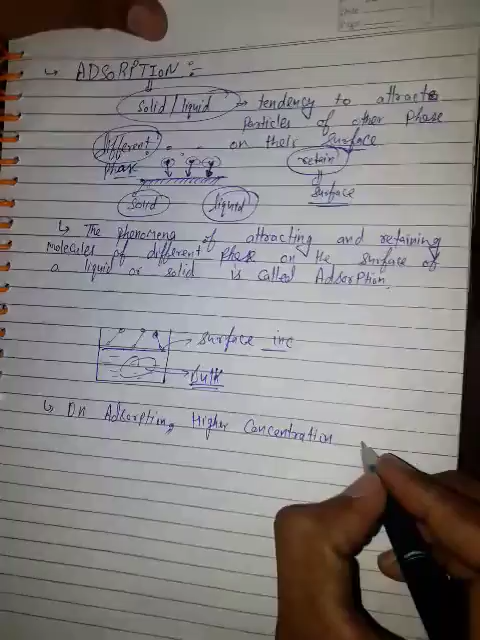 ↳ ADSORPTION :-
Solid / liquid → tendency to attract
particles of other phase
Different on their surface
phase retain
Solid liquid Surface
↳ The phenomena of attracting and retaining
molecules of different phase on the surface of
a liquid or solid is called Adsorption.
→ Surface inc
→ Bulk
↳ In Adsorption, Higher Concentration